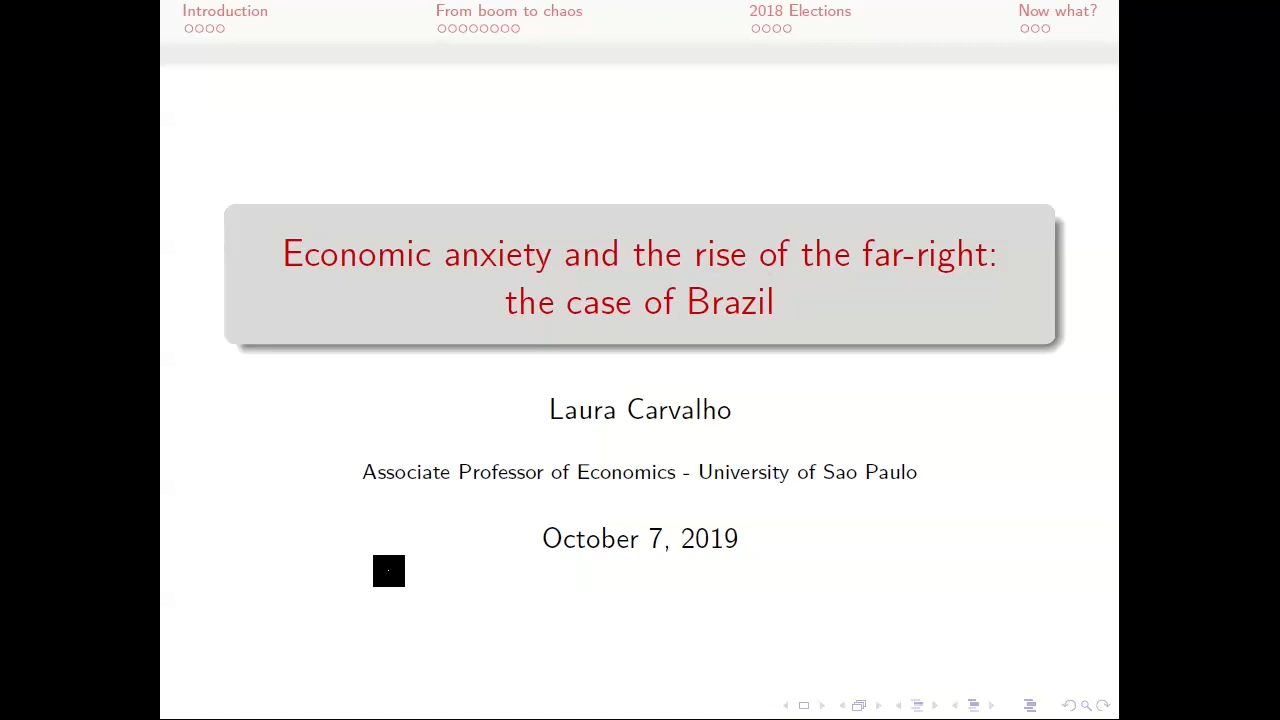 Introduction From boom to chaos 2018 Elections Now what?
Economic anxiety and the rise of the far-right:
the case of Brazil
Laura Carvalho
Associate Professor of Economics - University of Sao Paulo
October 7, 2019